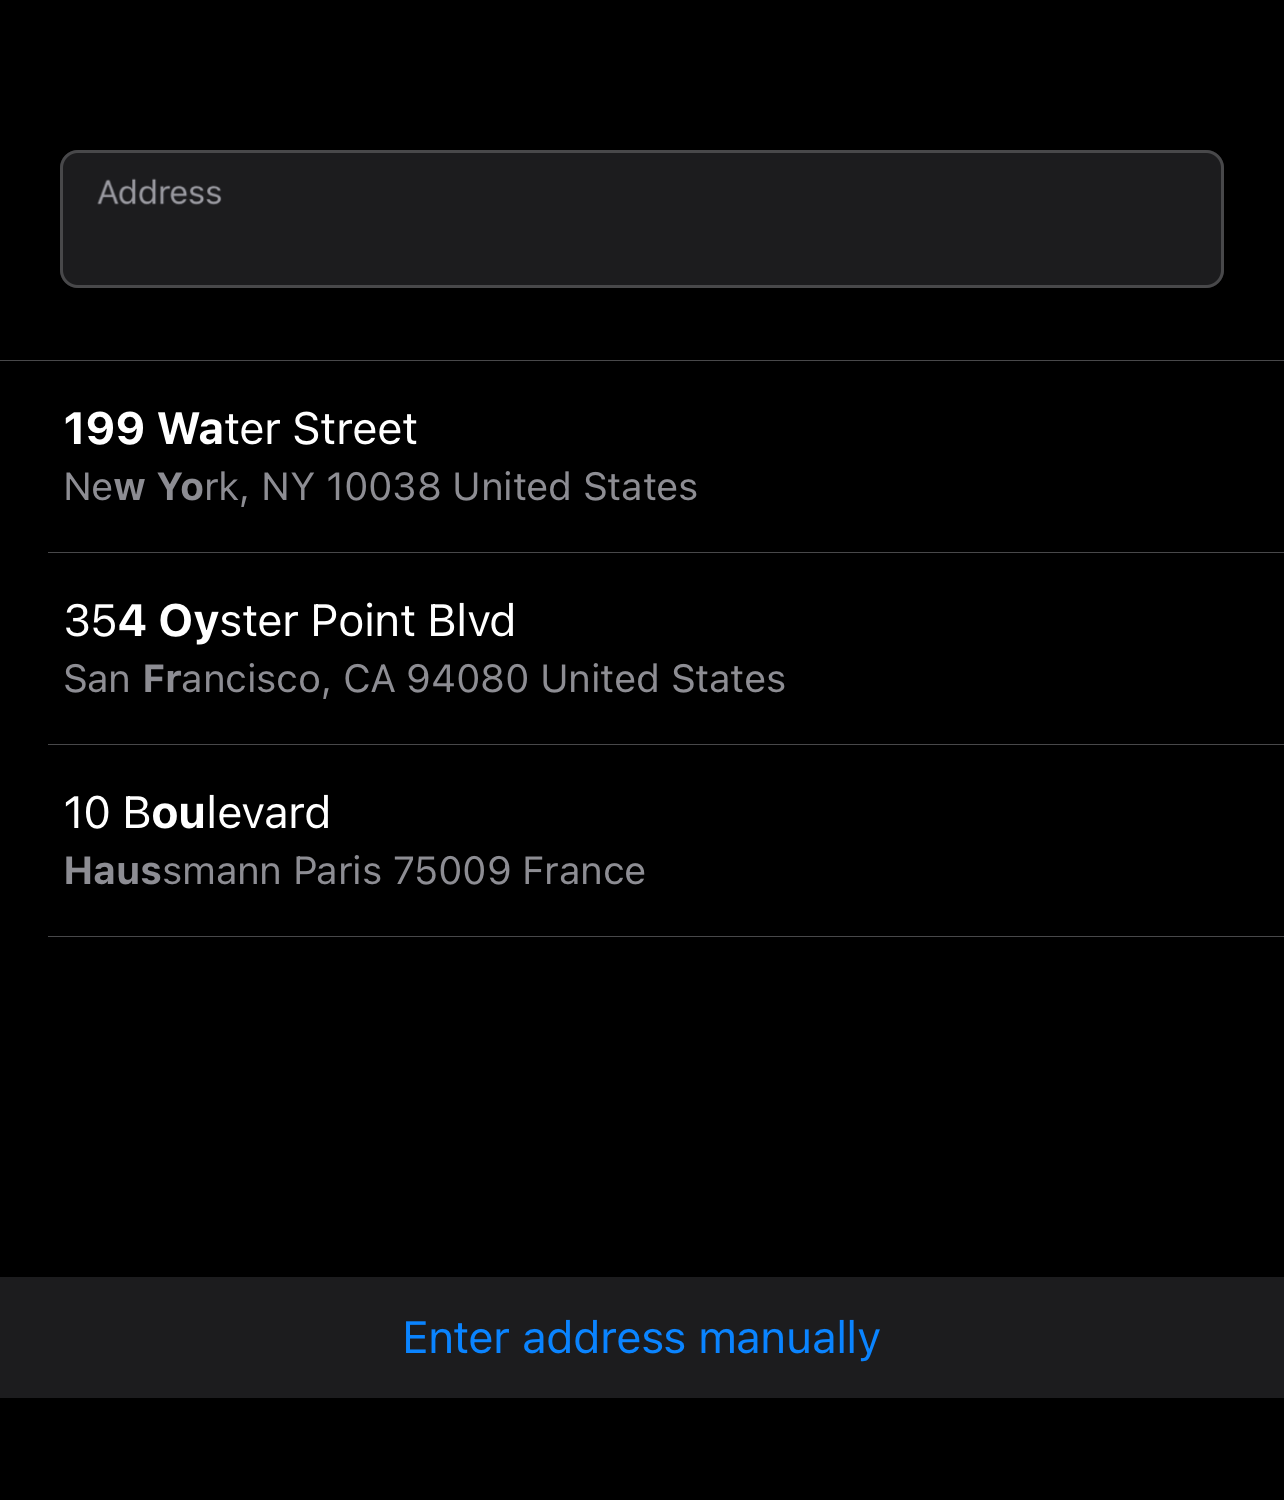 Address
199 Water Street
New York, NY 10038 United States
354 Oyster Point Blvd
San Francisco, CA 94080 United States
10 Boulevard
Haussmann Paris 75009 France
Enter address manually